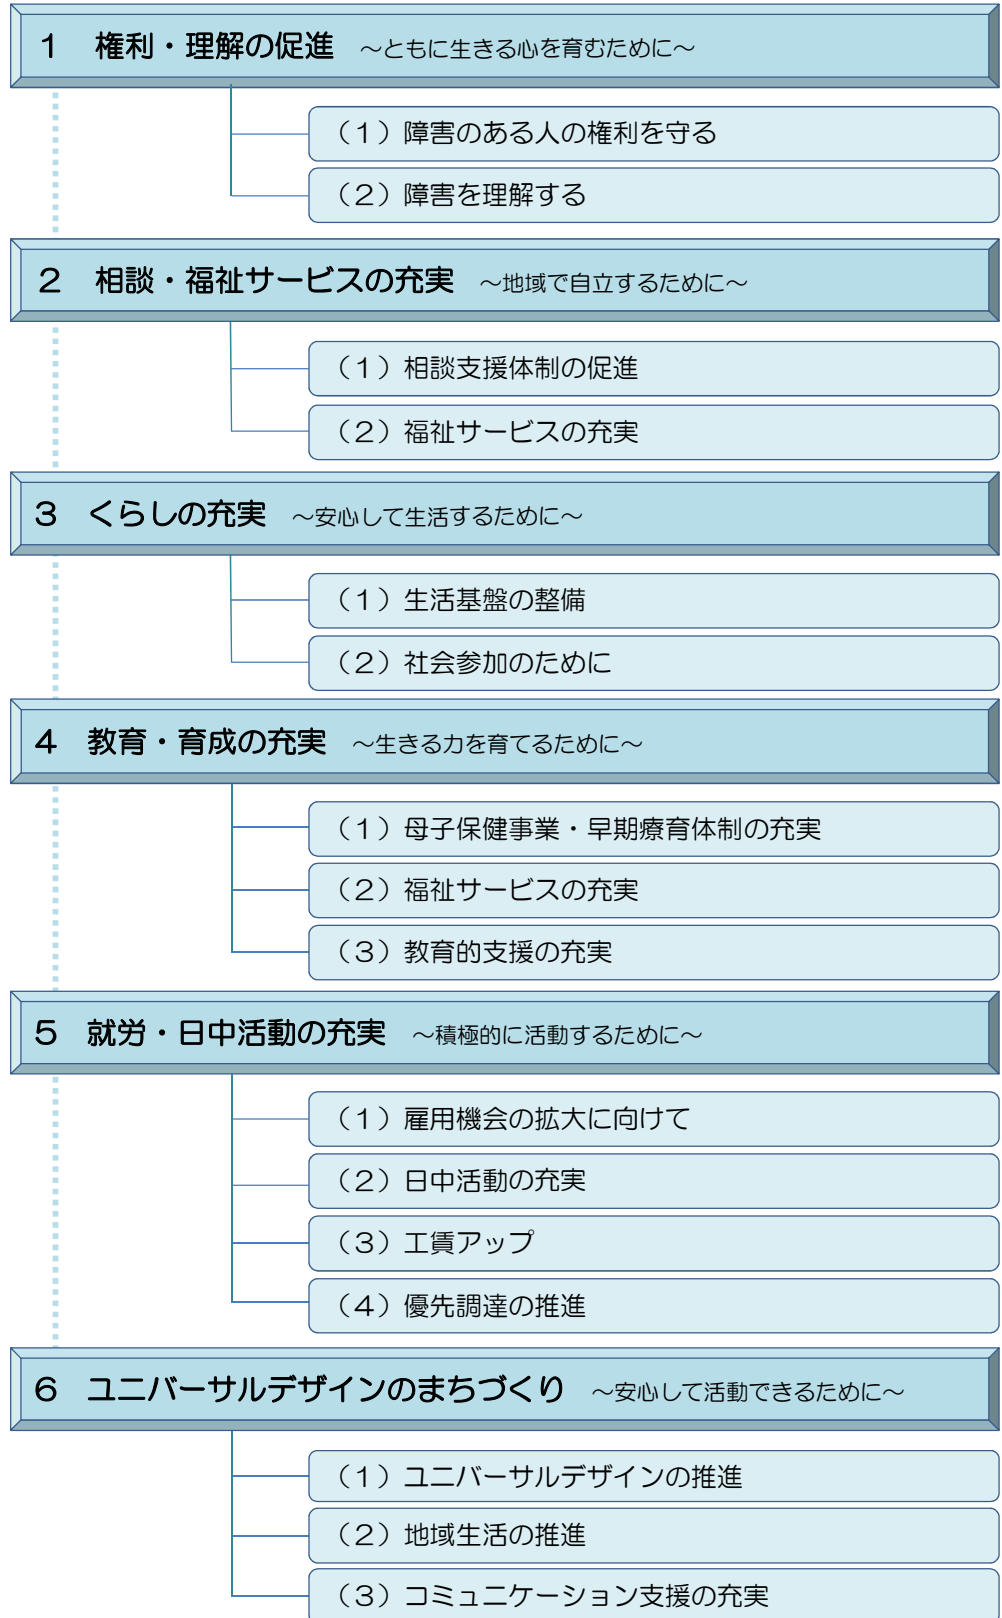 1 権利・理解の促進 ～ともに生きる心を育むために～
（1）障害のある人の権利を守る
（2）障害を理解する
2 相談・福祉サービスの充実 ～地域で自立するために～
（1）相談支援体制の促進
（2）福祉サービスの充実
3 くらしの充実 ～安心して生活するために～
（1）生活基盤の整備
（2）社会参加のために
4 教育・育成の充実 ～生きる力を育てるために～
（1）母子保健事業・早期療育体制の充実
（2）福祉サービスの充実
（3）教育的支援の充実
5 就労・日中活動の充実 ～積極的に活動するために～
（1）雇用機会の拡大に向けて
（2）日中活動の充実
（3）工賃アップ
（4）優先調達の推進
6 ユニバーサルデザインのまちづくり ～安心して活動できるために～
（1）ユニバーサルデザインの推進
（2）地域生活の推進
（3）コミュニケーション支援の充実